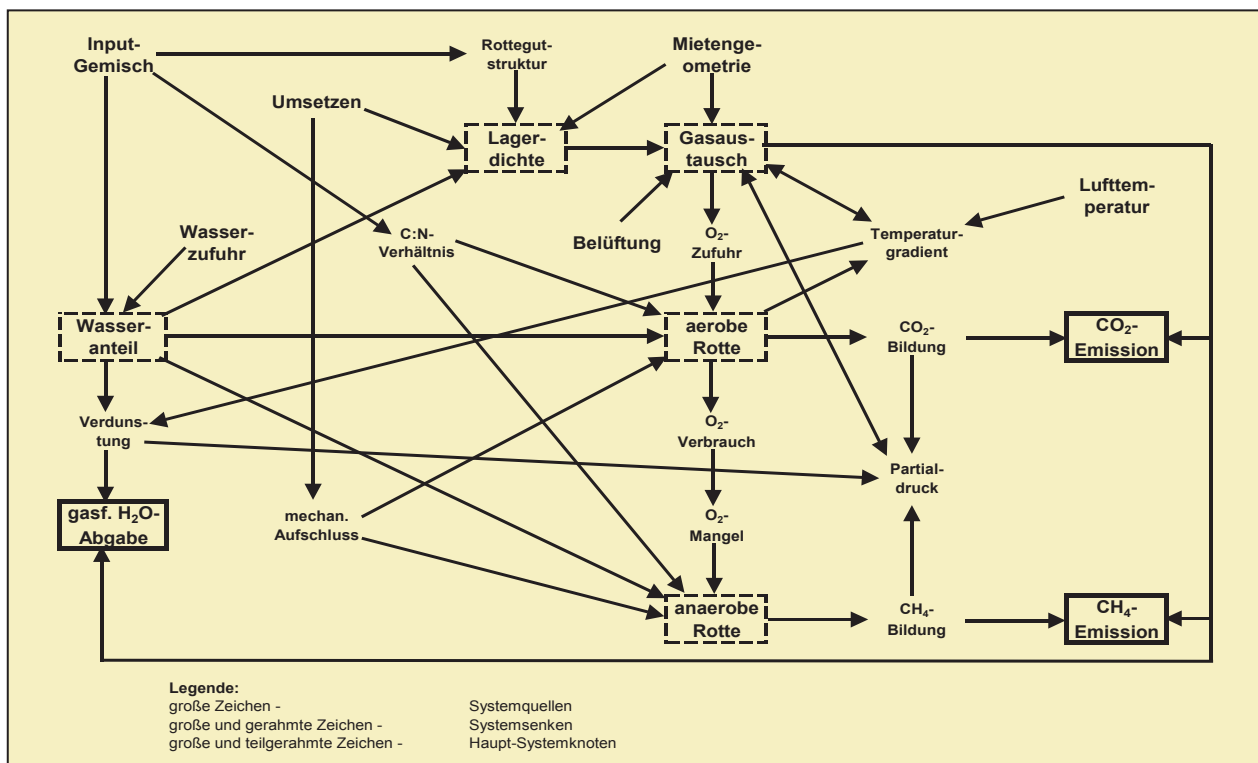 Input-
Gemisch
Rottegut-
struktur
Mietenge-
ometrie
Umsetzen
Lager-
dichte
Gasaus-
tausch
Lufttem-
peratur
Wasser-
zufuhr
C:N-
Verhältnis
Belüftung
O₂-
Zufuhr
Temperatur-
gradient
Wasser-
anteil
aerobe
Rotte
CO₂-
Bildung
CO₂-
Emission
Verduns-
tung
O₂-
Verbrauch
Partial-
druck
gasf. H₂O-
Abgabe
mechan.
Aufschluss
O₂-
Mangel
anaerobe
Rotte
CH₄-
Bildung
CH₄-
Emission
Legende:
große Zeichen - Systemquellen
große und gerahmte Zeichen - Systemsenken
große und teilgerahmte Zeichen - Haupt-Systemknoten